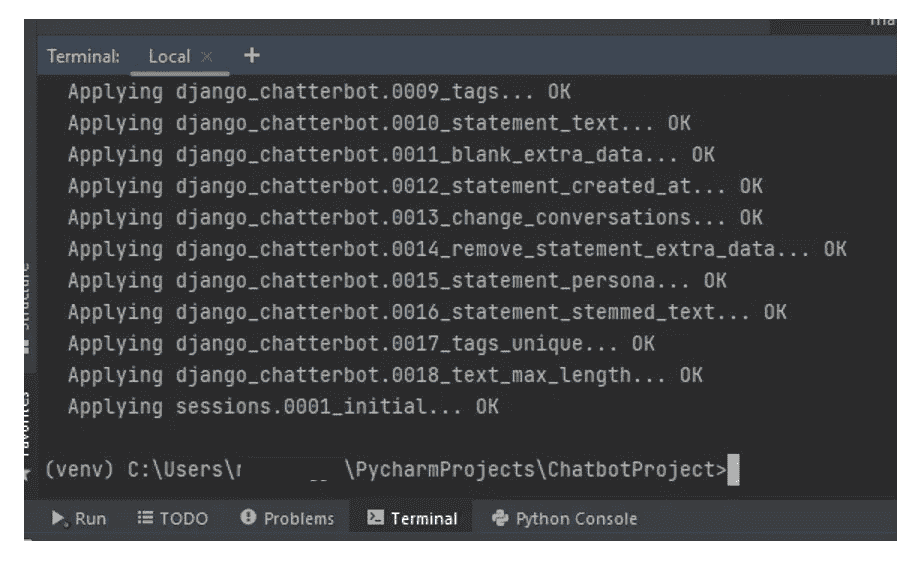 Terminal: Local × +
Applying django_chatterbot.0009_tags... OK
Applying django_chatterbot.0010_statement_text... OK
Applying django_chatterbot.0011_blank_extra_data... OK
Applying django_chatterbot.0012_statement_created_at... OK
Applying django_chatterbot.0013_change_conversations... OK
Applying django_chatterbot.0014_remove_statement_extra_data... OK
Applying django_chatterbot.0015_statement_persona... OK
Applying django_chatterbot.0016_statement_stemmed_text... OK
Applying django_chatterbot.0017_tags_unique... OK
Applying django_chatterbot.0018_text_max_length... OK
Applying sessions.0001_initial... OK
(venv) C:\Users\ \PycharmProjects\ChatbotProject>
Run TODO Problems Terminal Python Console
Structure
Favorites